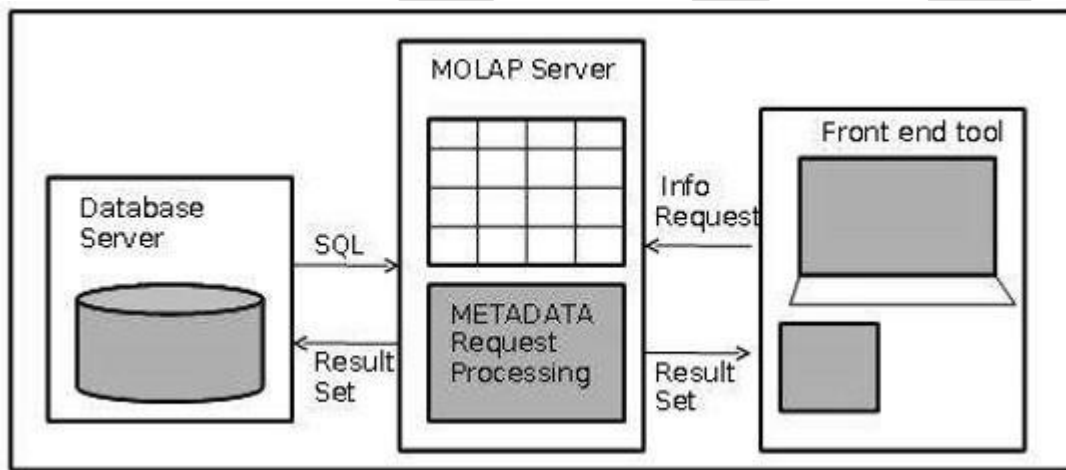 MOLAP Server
Front end tool
Database
Server
SQL
Info
Request
METADATA
Request
Processing
Result
Set
Result
Set